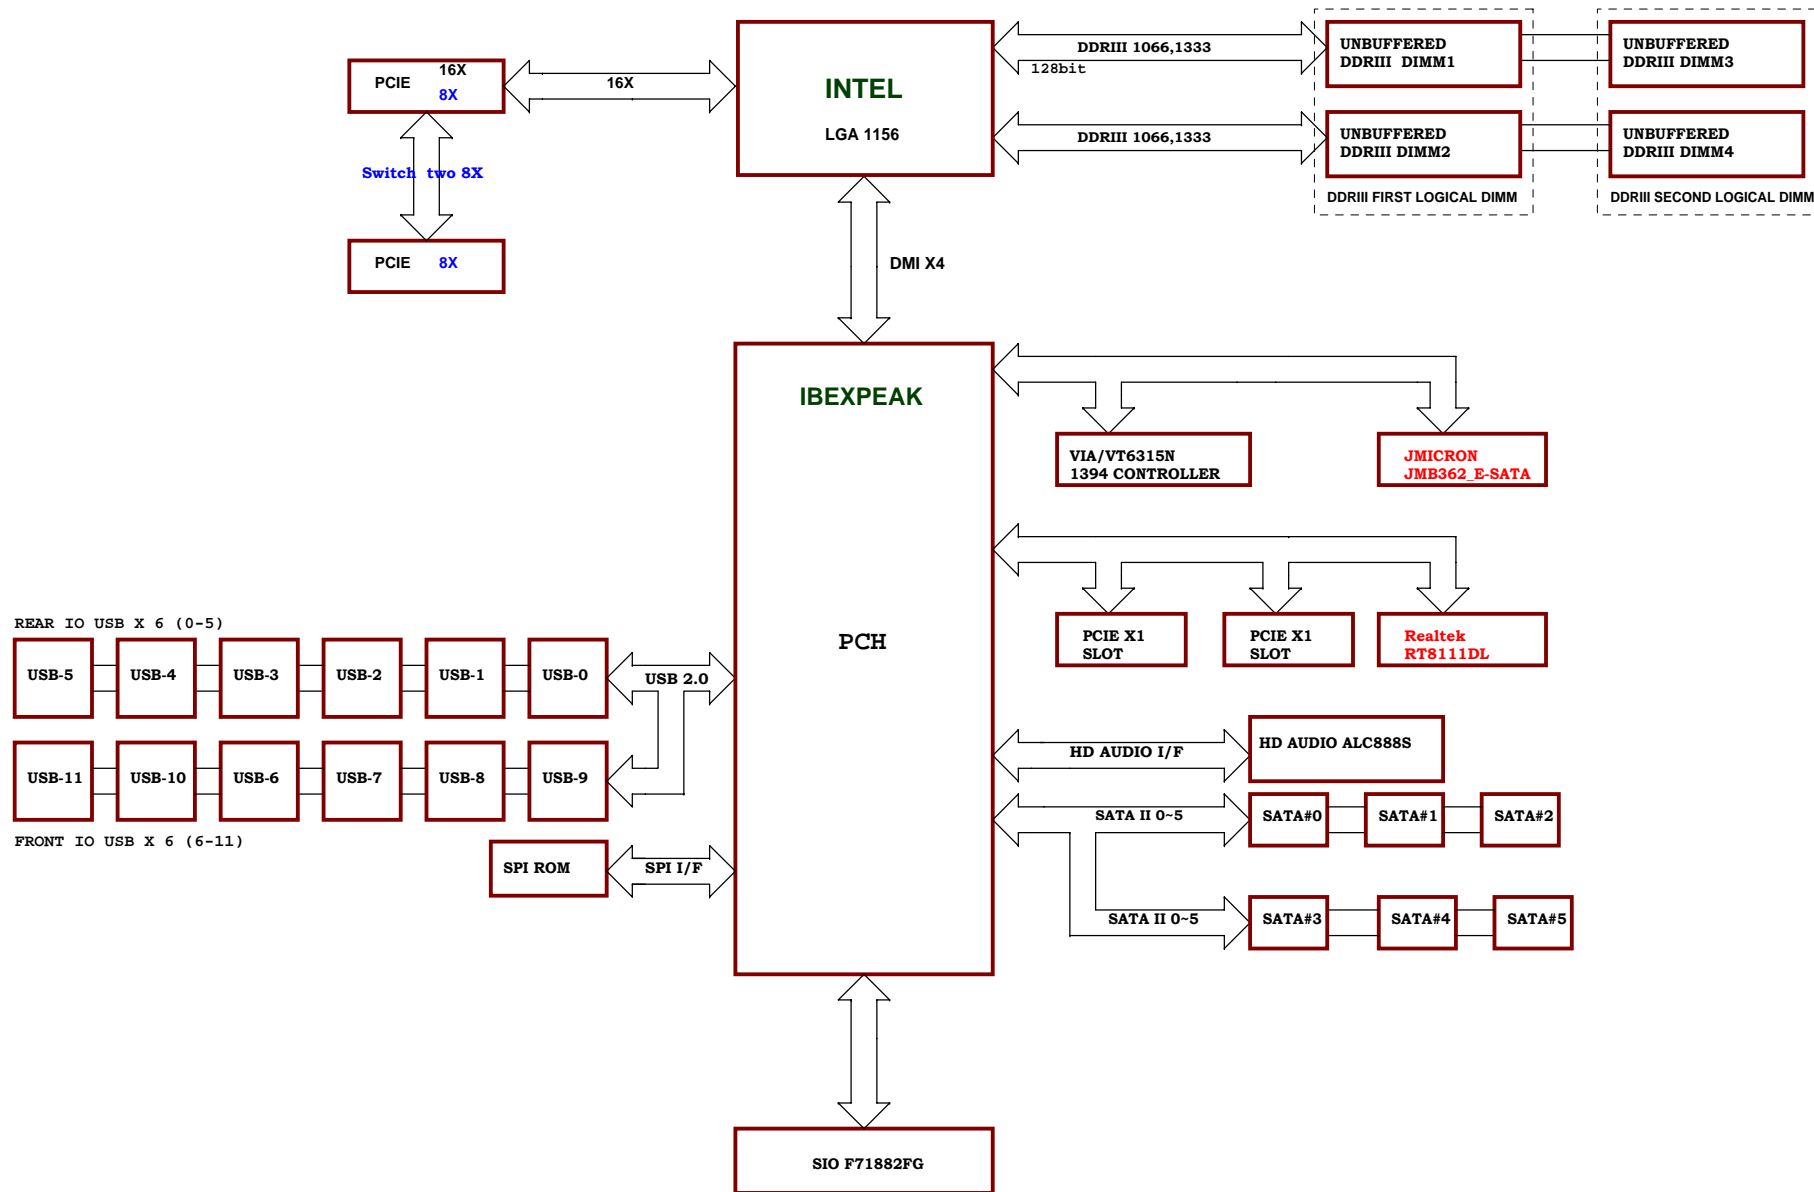 INTEL
LGA 1156
PCIE 16X
8X
16X
Switch two 8X
PCIE 8X
DDRIII 1066,1333
128bit
DDRIII 1066,1333
UNBUFFERED
DDRIII DIMM1
UNBUFFERED
DDRIII DIMM3
UNBUFFERED
DDRIII DIMM2
UNBUFFERED
DDRIII DIMM4
DDRIII FIRST LOGICAL DIMM
DDRIII SECOND LOGICAL DIMM
DMI X4
IBEXPEAK
PCH
VIA/VT6315N
1394 CONTROLLER
JMICRON
JMB362_E-SATA
PCIE X1
SLOT
PCIE X1
SLOT
Realtek
RT8111DL
REAR IO USB X 6 (0-5)
USB-5
USB-4
USB-3
USB-2
USB-1
USB-0
USB 2.0
USB-11
USB-10
USB-6
USB-7
USB-8
USB-9
FRONT IO USB X 6 (6-11)
SPI ROM
SPI I/F
HD AUDIO I/F
HD AUDIO ALC888S
SATA II 0~5
SATA#0
SATA#1
SATA#2
SATA II 0~5
SATA#3
SATA#4
SATA#5
SIO F71882FG